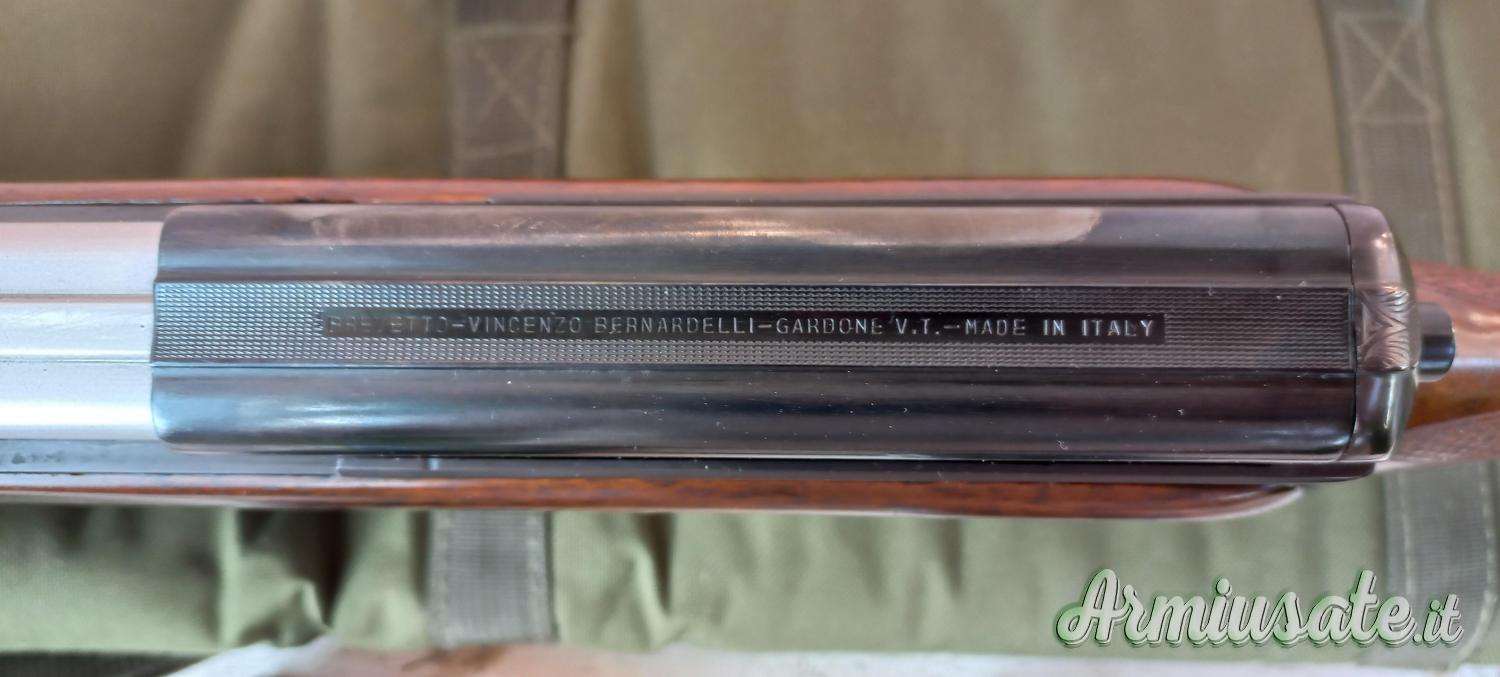 BREVETTO-VINCENZO BERNARDELLI-GARDONE V.T.-MADE IN ITALY
Armiusate.it